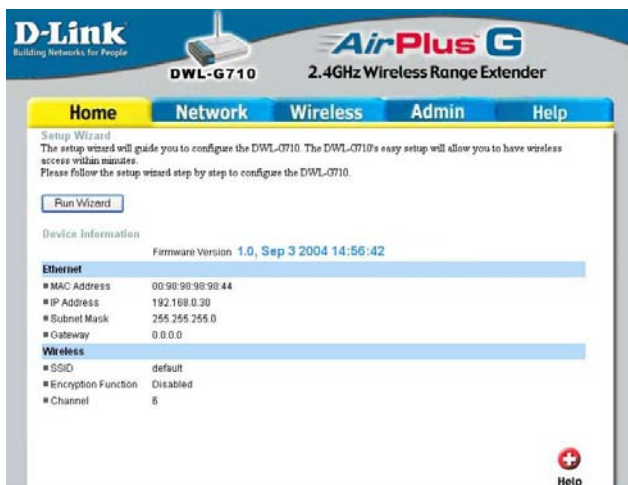 D-Link
Building Networks for People
DWL-G710
AirPlus G
2.4GHz Wireless Range Extender
Home Network Wireless Admin Help
Setup Wizard
The setup wizard will guide you to configure the DWL-G710. The DWL-G710's easy setup will allow you to have wireless
access within minutes.
Please follow the setup wizard step by step to configure the DWL-G710.
Run Wizard
Device Information
Firmware Version 1.0, Sep 3 2004 14:56:42
Ethernet
MAC Address 00:98:98:98:98:44
IP Address 192.168.0.30
Subnet Mask 255.255.255.0
Gateway 0.0.0.0
Wireless
SSID default
Encryption Function Disabled
Channel 6
Help